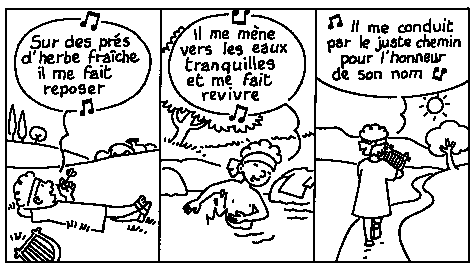 Sur des prés
d'herbe fraîche
il me fait
reposer
Il me mène
vers les eaux
tranquilles
et me fait
revivre
Il me conduit
par le juste chemin
pour l'honneur
de son nom